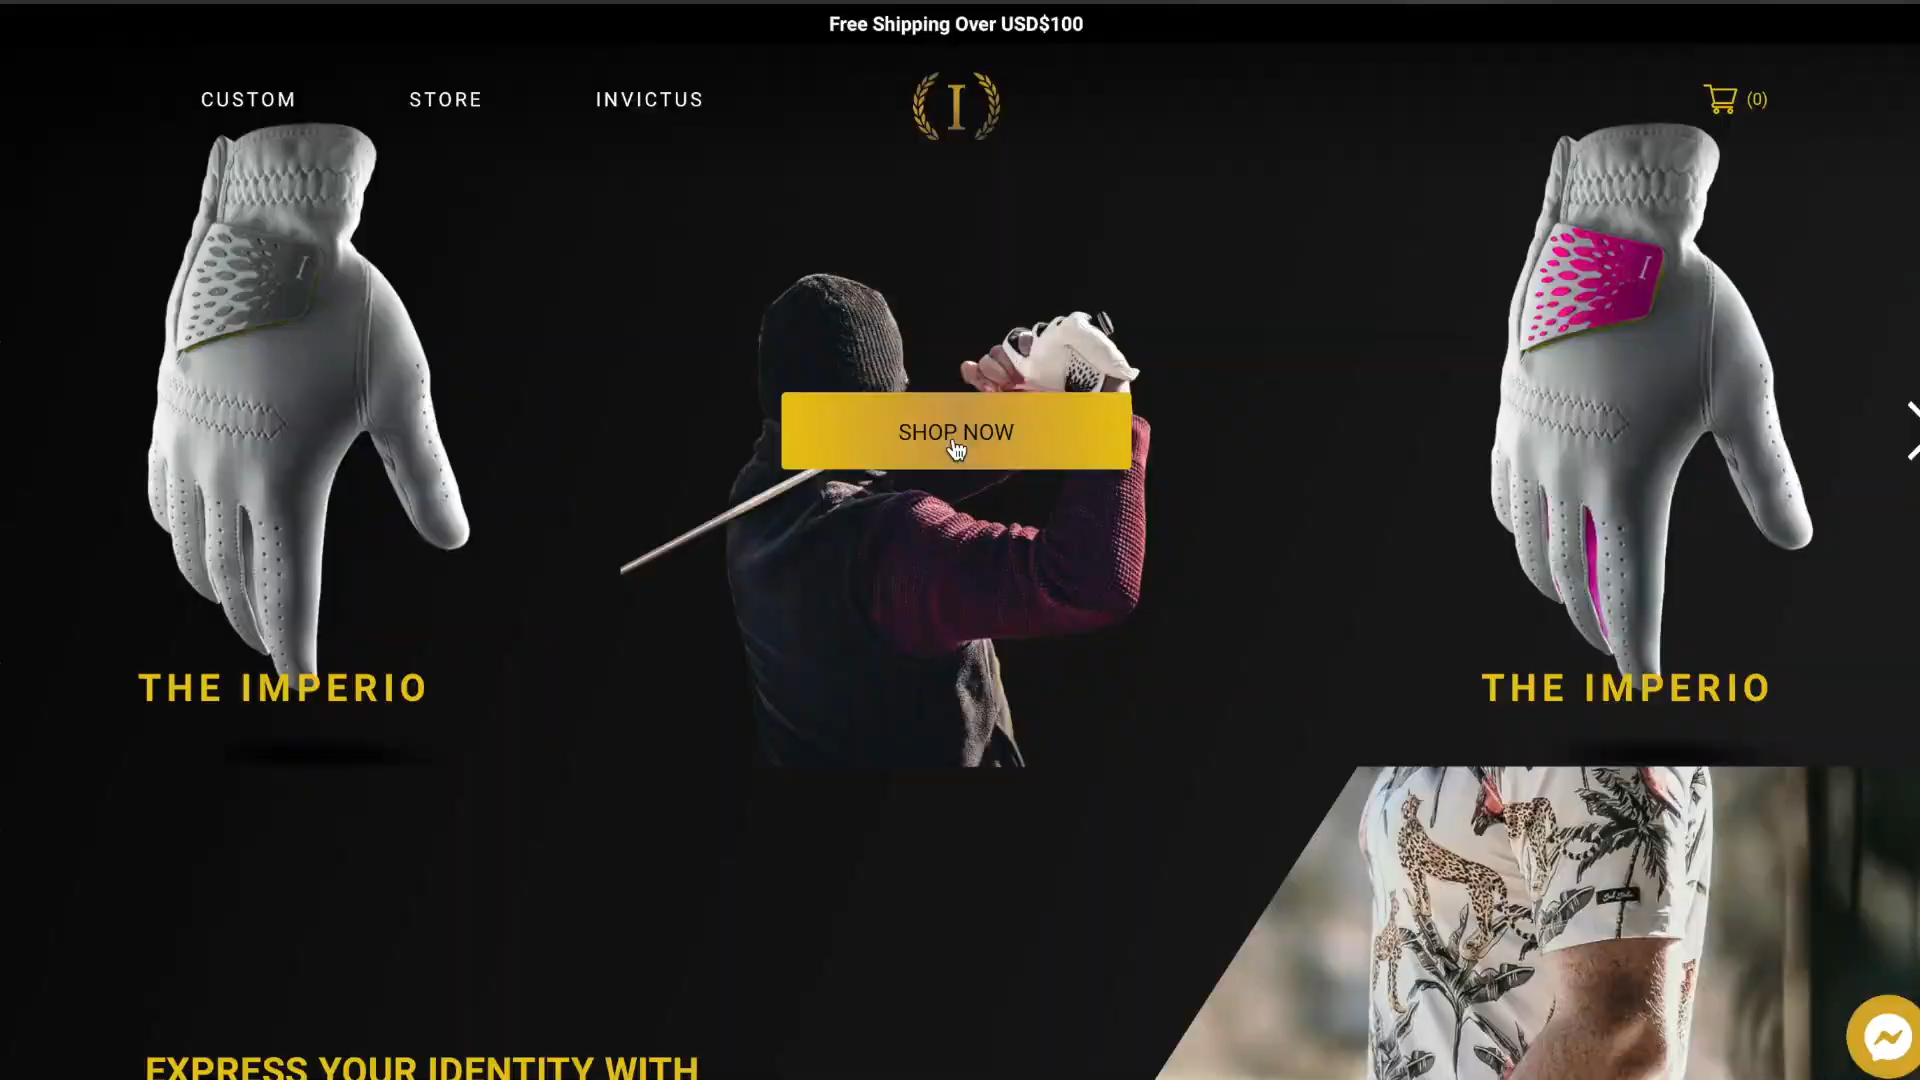 Free Shipping Over USD$100
CUSTOM
STORE
INVICTUS
I
(0)
I
I
SHOP NOW
THE IMPERIO
THE IMPERIO
EXPRESS YOUR IDENTITY WITH